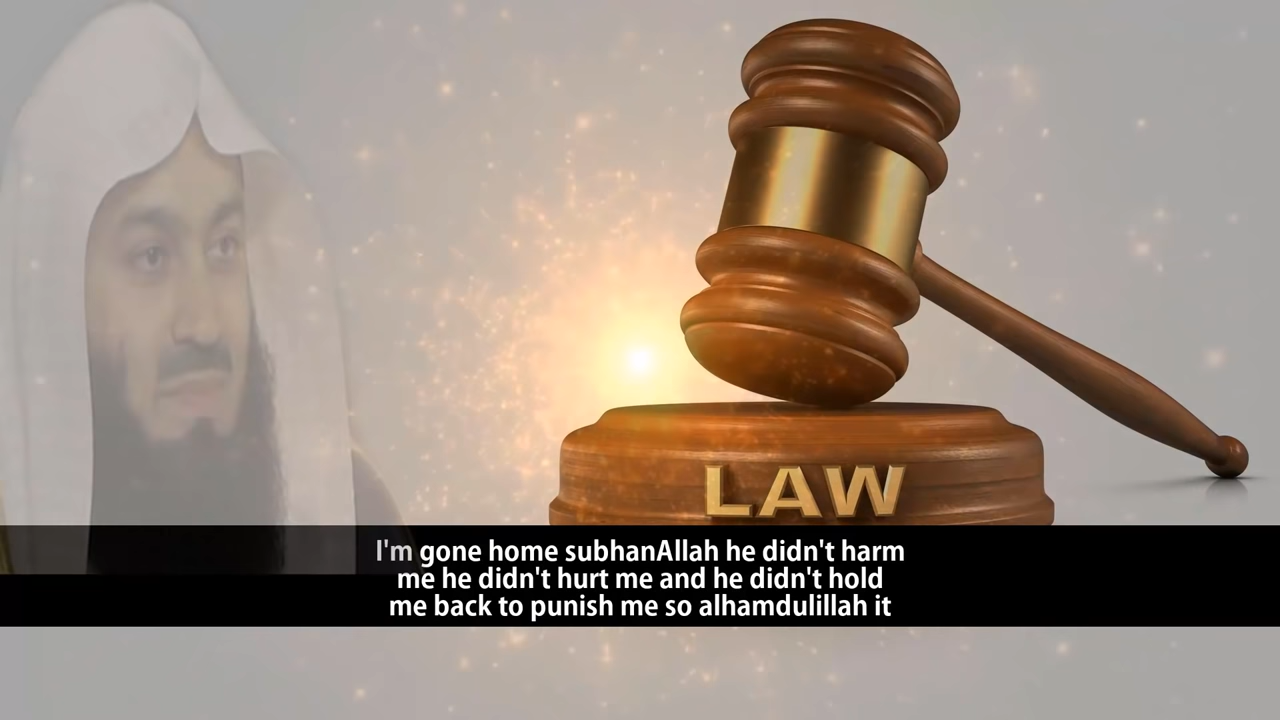 LAW
I'm gone home subhanAllah he didn't harm
me he didn't hurt me and he didn't hold
me back to punish me so alhamdulillah it